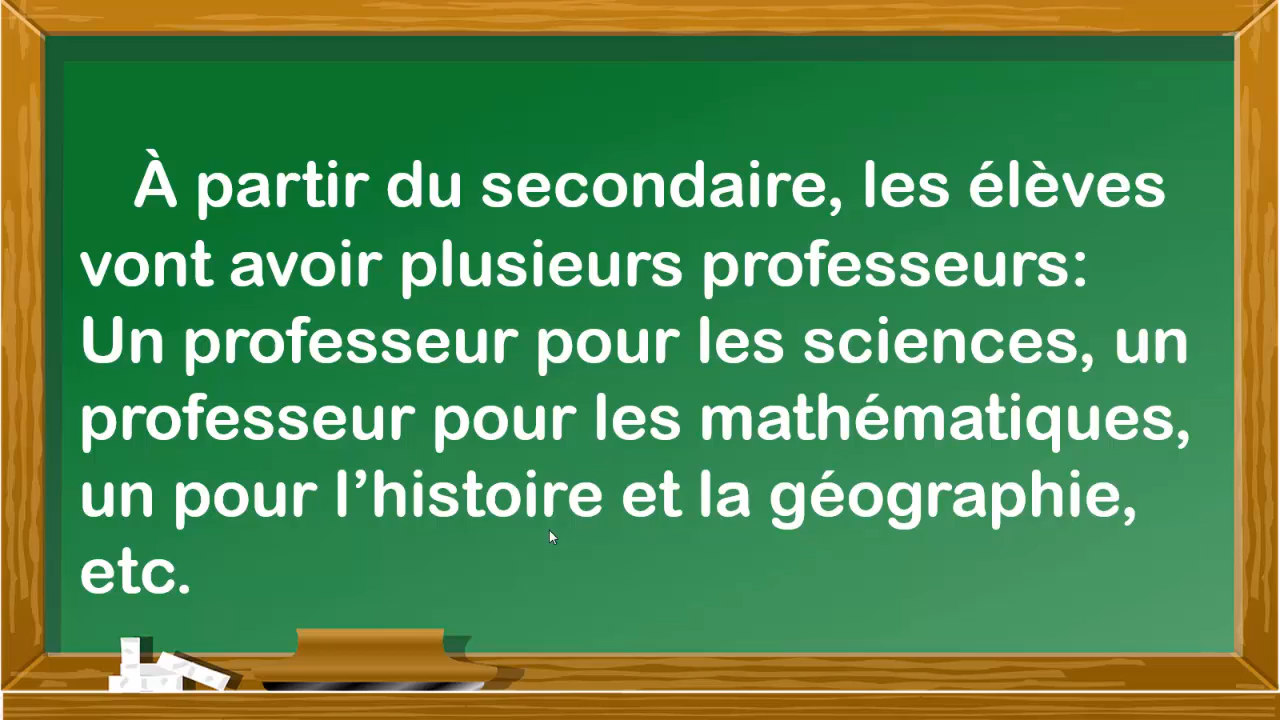 À partir du secondaire, les élèves
vont avoir plusieurs professeurs:
Un professeur pour les sciences, un
professeur pour les mathématiques,
un pour l’histoire et la géographie,
etc.